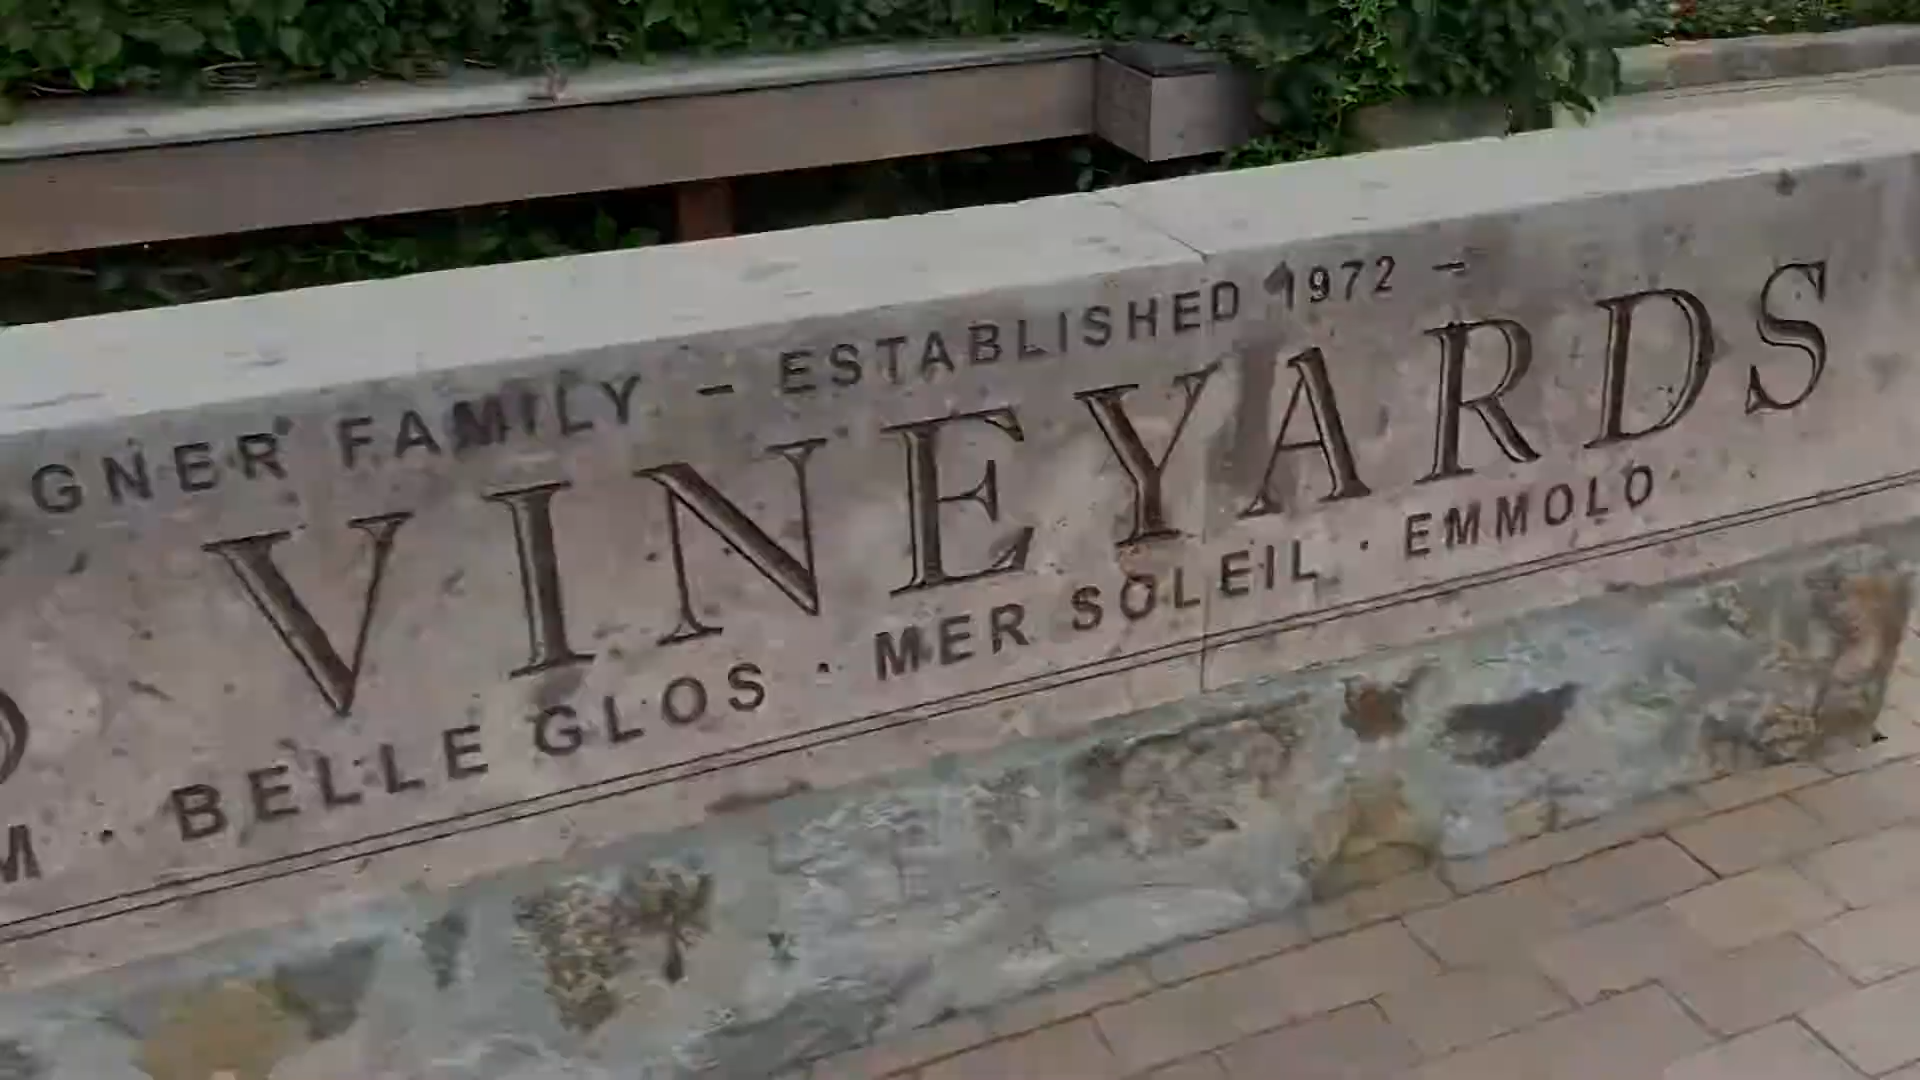 GNER FAMILY – ESTABLISHED 1972 –
VINEYARDS
M · BELLE GLOS · MER SOLEIL · EMMOLO